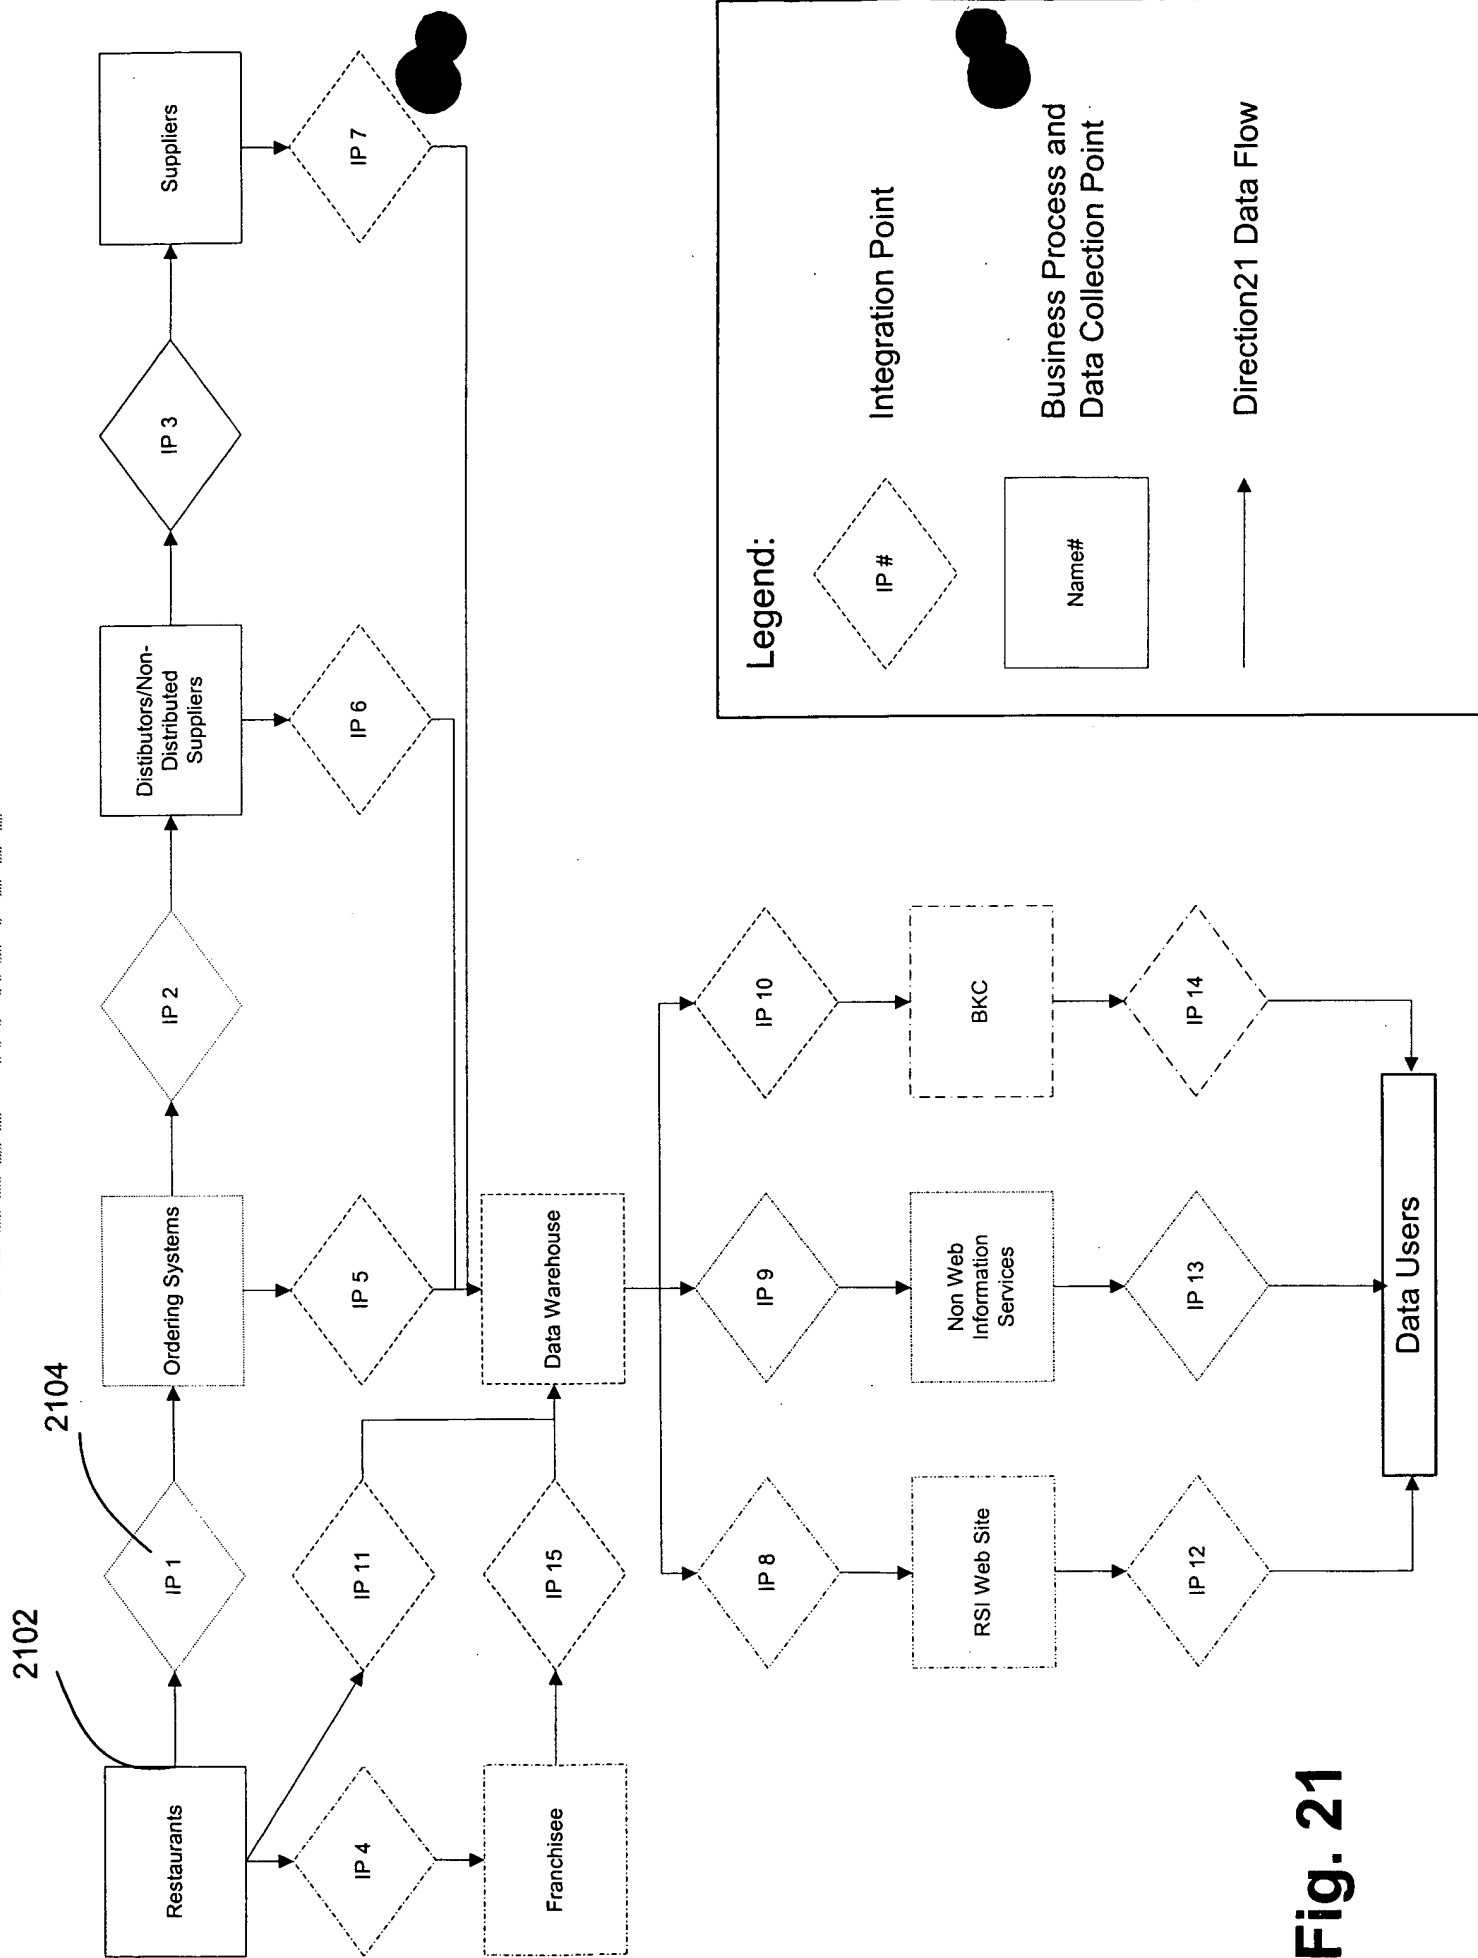 2102
2104
Restaurants
IP 1
Ordering Systems
IP 2
Distibutors/Non-
Distributed
Suppliers
IP 3
Suppliers
IP 4
IP 11
IP 5
IP 6
IP 7
Franchisee
IP 15
Data Warehouse
IP 8
IP 9
IP 10
RSI Web Site
Non Web
Information
Services
BKC
IP 12
IP 13
IP 14
Data Users
Legend:
IP #
Integration Point
Name#
Business Process and
Data Collection Point
Direction21 Data Flow
Fig. 21